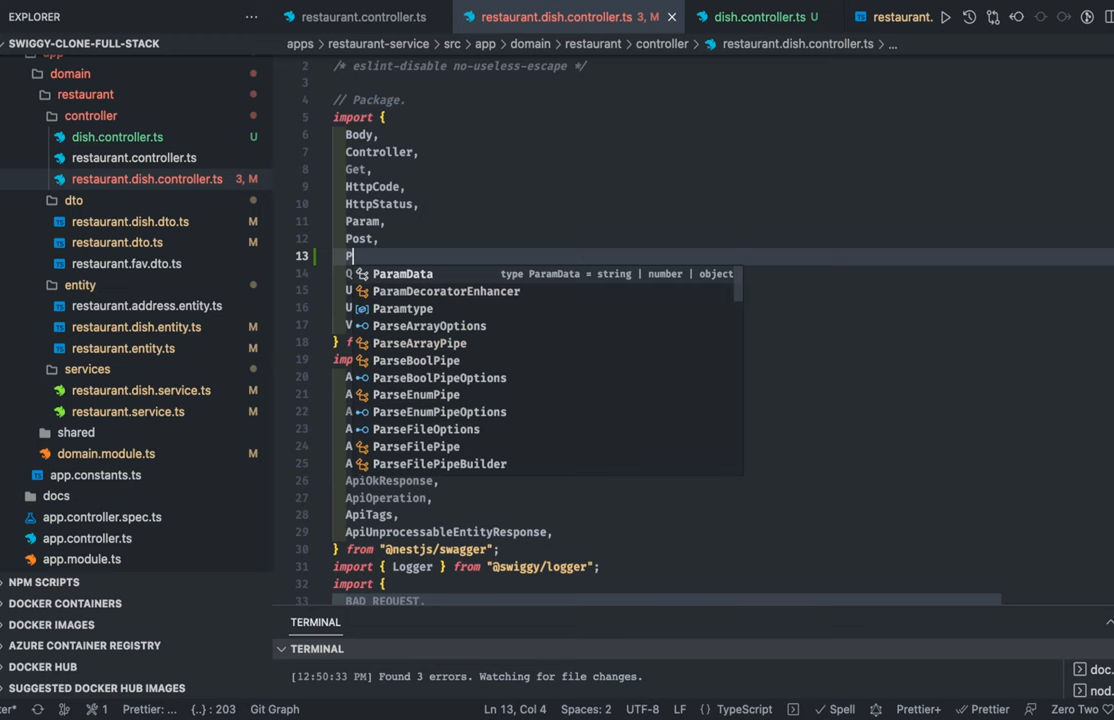 EXPLORER
SWIGGY-CLONE-FULL-STACK
app
domain
restaurant
controller
dish.controller.ts U
restaurant.controller.ts
restaurant.dish.controller.ts 3, M
dto
restaurant.dish.dto.ts M
restaurant.dto.ts M
restaurant.fav.dto.ts
entity
restaurant.address.entity.ts
restaurant.dish.entity.ts M
restaurant.entity.ts M
services
restaurant.dish.service.ts M
restaurant.service.ts M
shared
domain.module.ts M
app.constants.ts
docs
app.controller.spec.ts
app.controller.ts
app.module.ts
NPM SCRIPTS
DOCKER CONTAINERS
DOCKER IMAGES
AZURE CONTAINER REGISTRY
DOCKER HUB
SUGGESTED DOCKER HUB IMAGES
restaurant.controller.ts restaurant.dish.controller.ts 3, M dish.controller.ts U restaurant.
apps › restaurant-service › src › app › domain › restaurant › controller › restaurant.dish.controller.ts › ...
2 /* eslint-disable no-useless-escape */
3
4 // Package.
5 import {
6 Body,
7 Controller,
8 Get,
9 HttpCode,
10 HttpStatus,
11 Param,
12 Post,
13 P
14 Q ParamData type ParamData = string | number | object
15 U ParamDecoratorEnhancer
16 U Paramtype
17 V ParseArrayOptions
18 } f ParseArrayPipe
19 imp ParseBoolPipe
20 A ParseBoolPipeOptions
21 A ParseEnumPipe
22 A ParseEnumPipeOptions
23 A ParseFileOptions
24 A ParseFilePipe
25 A ParseFilePipeBuilder
26 ApiOkResponse,
27 ApiOperation,
28 ApiTags,
29 ApiUnprocessableEntityResponse,
30 } from "@nestjs/swagger";
31 import { Logger } from "@swiggy/logger";
32 import {
33 BAD_REQUEST,
TERMINAL
TERMINAL
[12:50:33 PM] Found 3 errors. Watching for file changes.
doc.
nod.
ter* 1 Prettier: ... {..} : 203 Git Graph Ln 13, Col 4 Spaces: 2 UTF-8 LF {} TypeScript Spell Prettier+ Prettier Zero Two